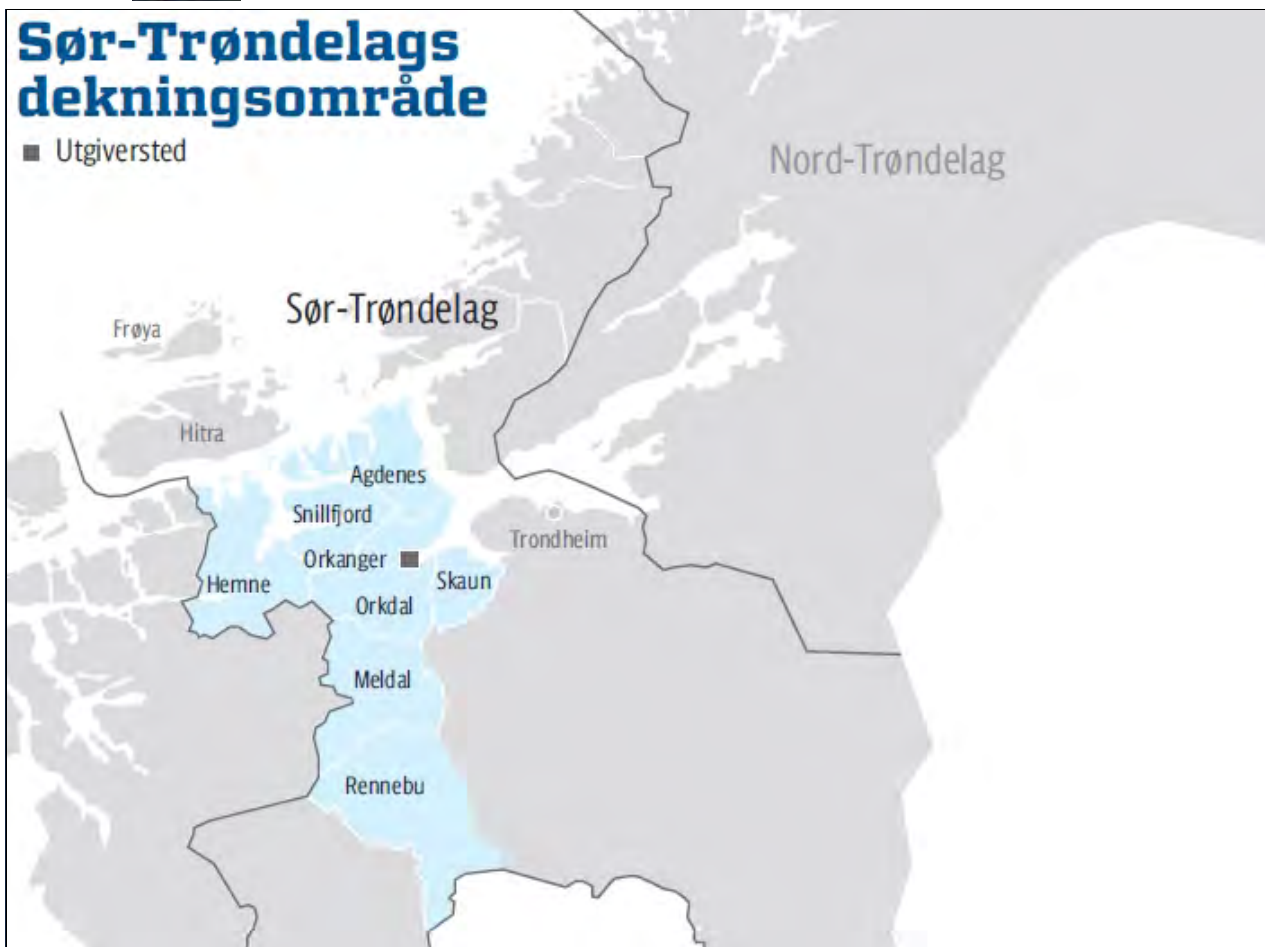 Sør-Trøndelags
dekningsområde
Utgiversted
Nord-Trøndelag
Sør-Trøndelag
Frøya
Hitra
Agdenes
Snillfjord
Trondheim
Orkanger
Hemne
Skaun
Orkdal
Meldal
Rennebu